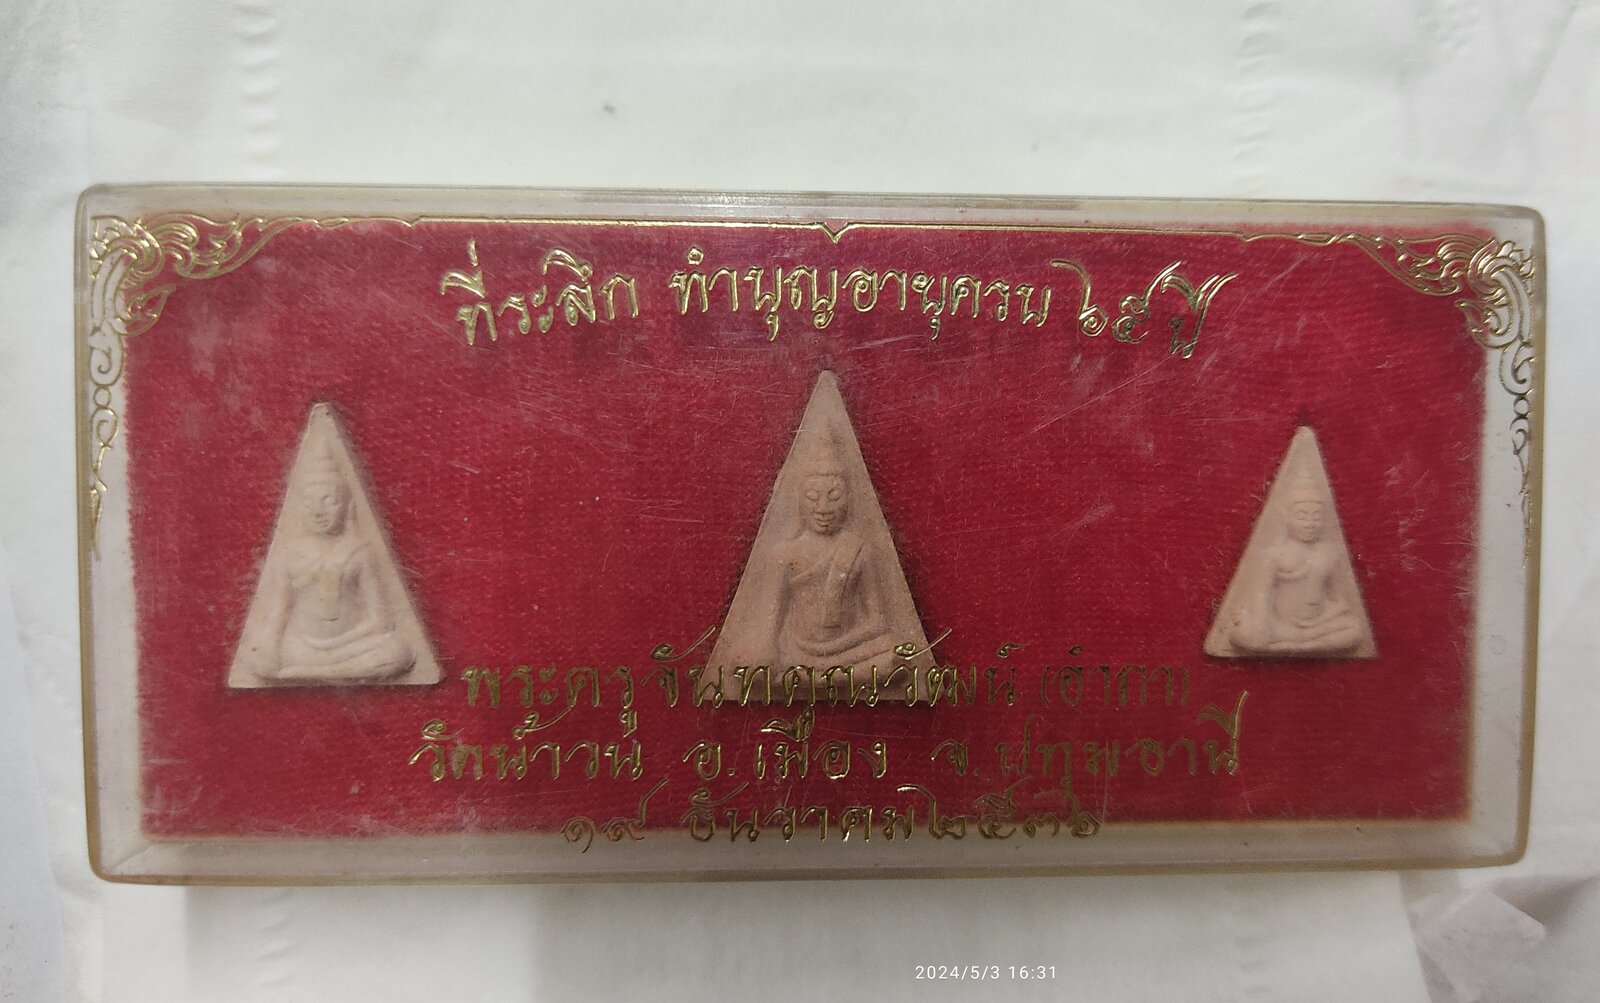 ที่ระลึก ทำบุญอายุครบ ๖๕ ปี
พระครูจันทคุณวัฒน์ (อำภา)
วัดน้ำวน อ.เมือง จ.ปทุมธานี
๑๙ ธันวาคม ๒๕๓๖
2024/5/3 16:31